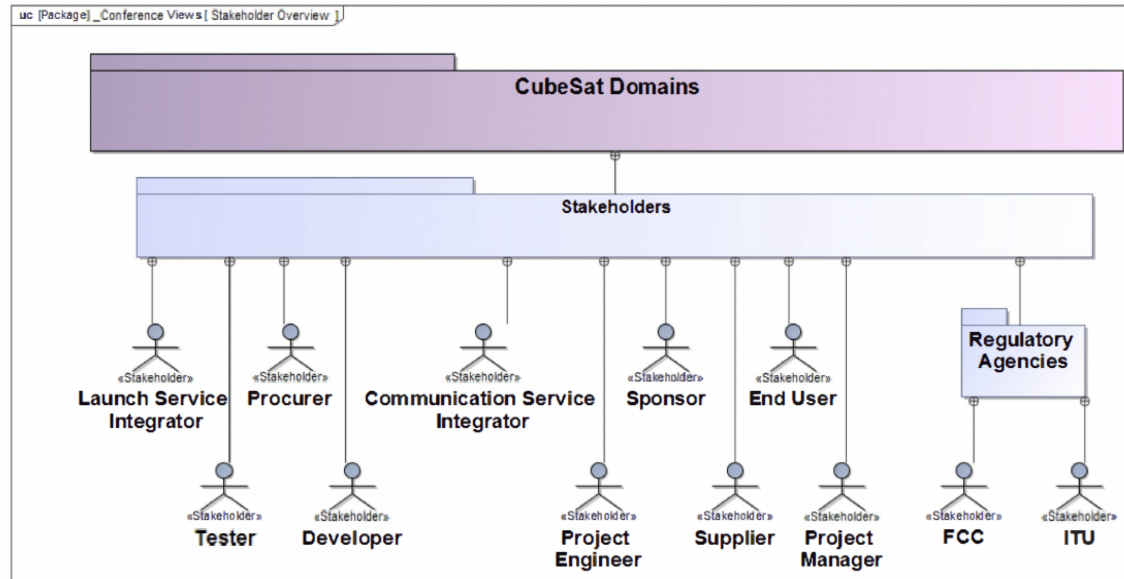 uc [Package] _Conference Views [ Stakeholder Overview ]
CubeSat Domains
Stakeholders
«Stakeholder»
Launch Service
Integrator
«Stakeholder»
Procurer
«Stakeholder»
Communication Service
Integrator
«Stakeholder»
Sponsor
«Stakeholder»
End User
Regulatory
Agencies
«Stakeholder»
Tester
«Stakeholder»
Developer
«Stakeholder»
Project
Engineer
«Stakeholder»
Supplier
«Stakeholder»
Project
Manager
«Stakeholder»
FCC
«Stakeholder»
ITU